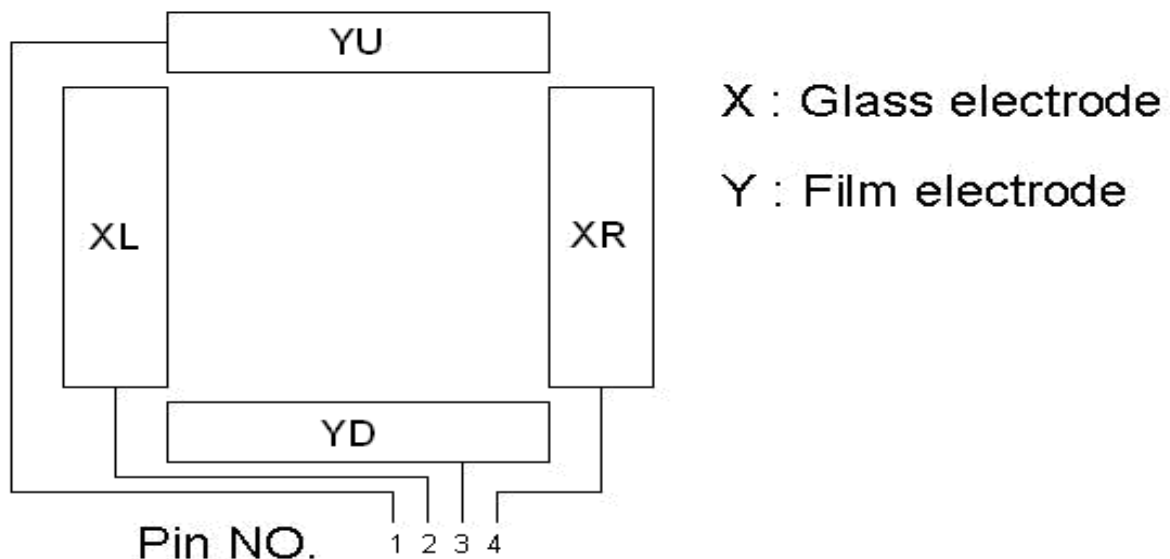 YU
X : Glass electrode
Y : Film electrode
XL
XR
YD
Pin NO. 1 2 3 4